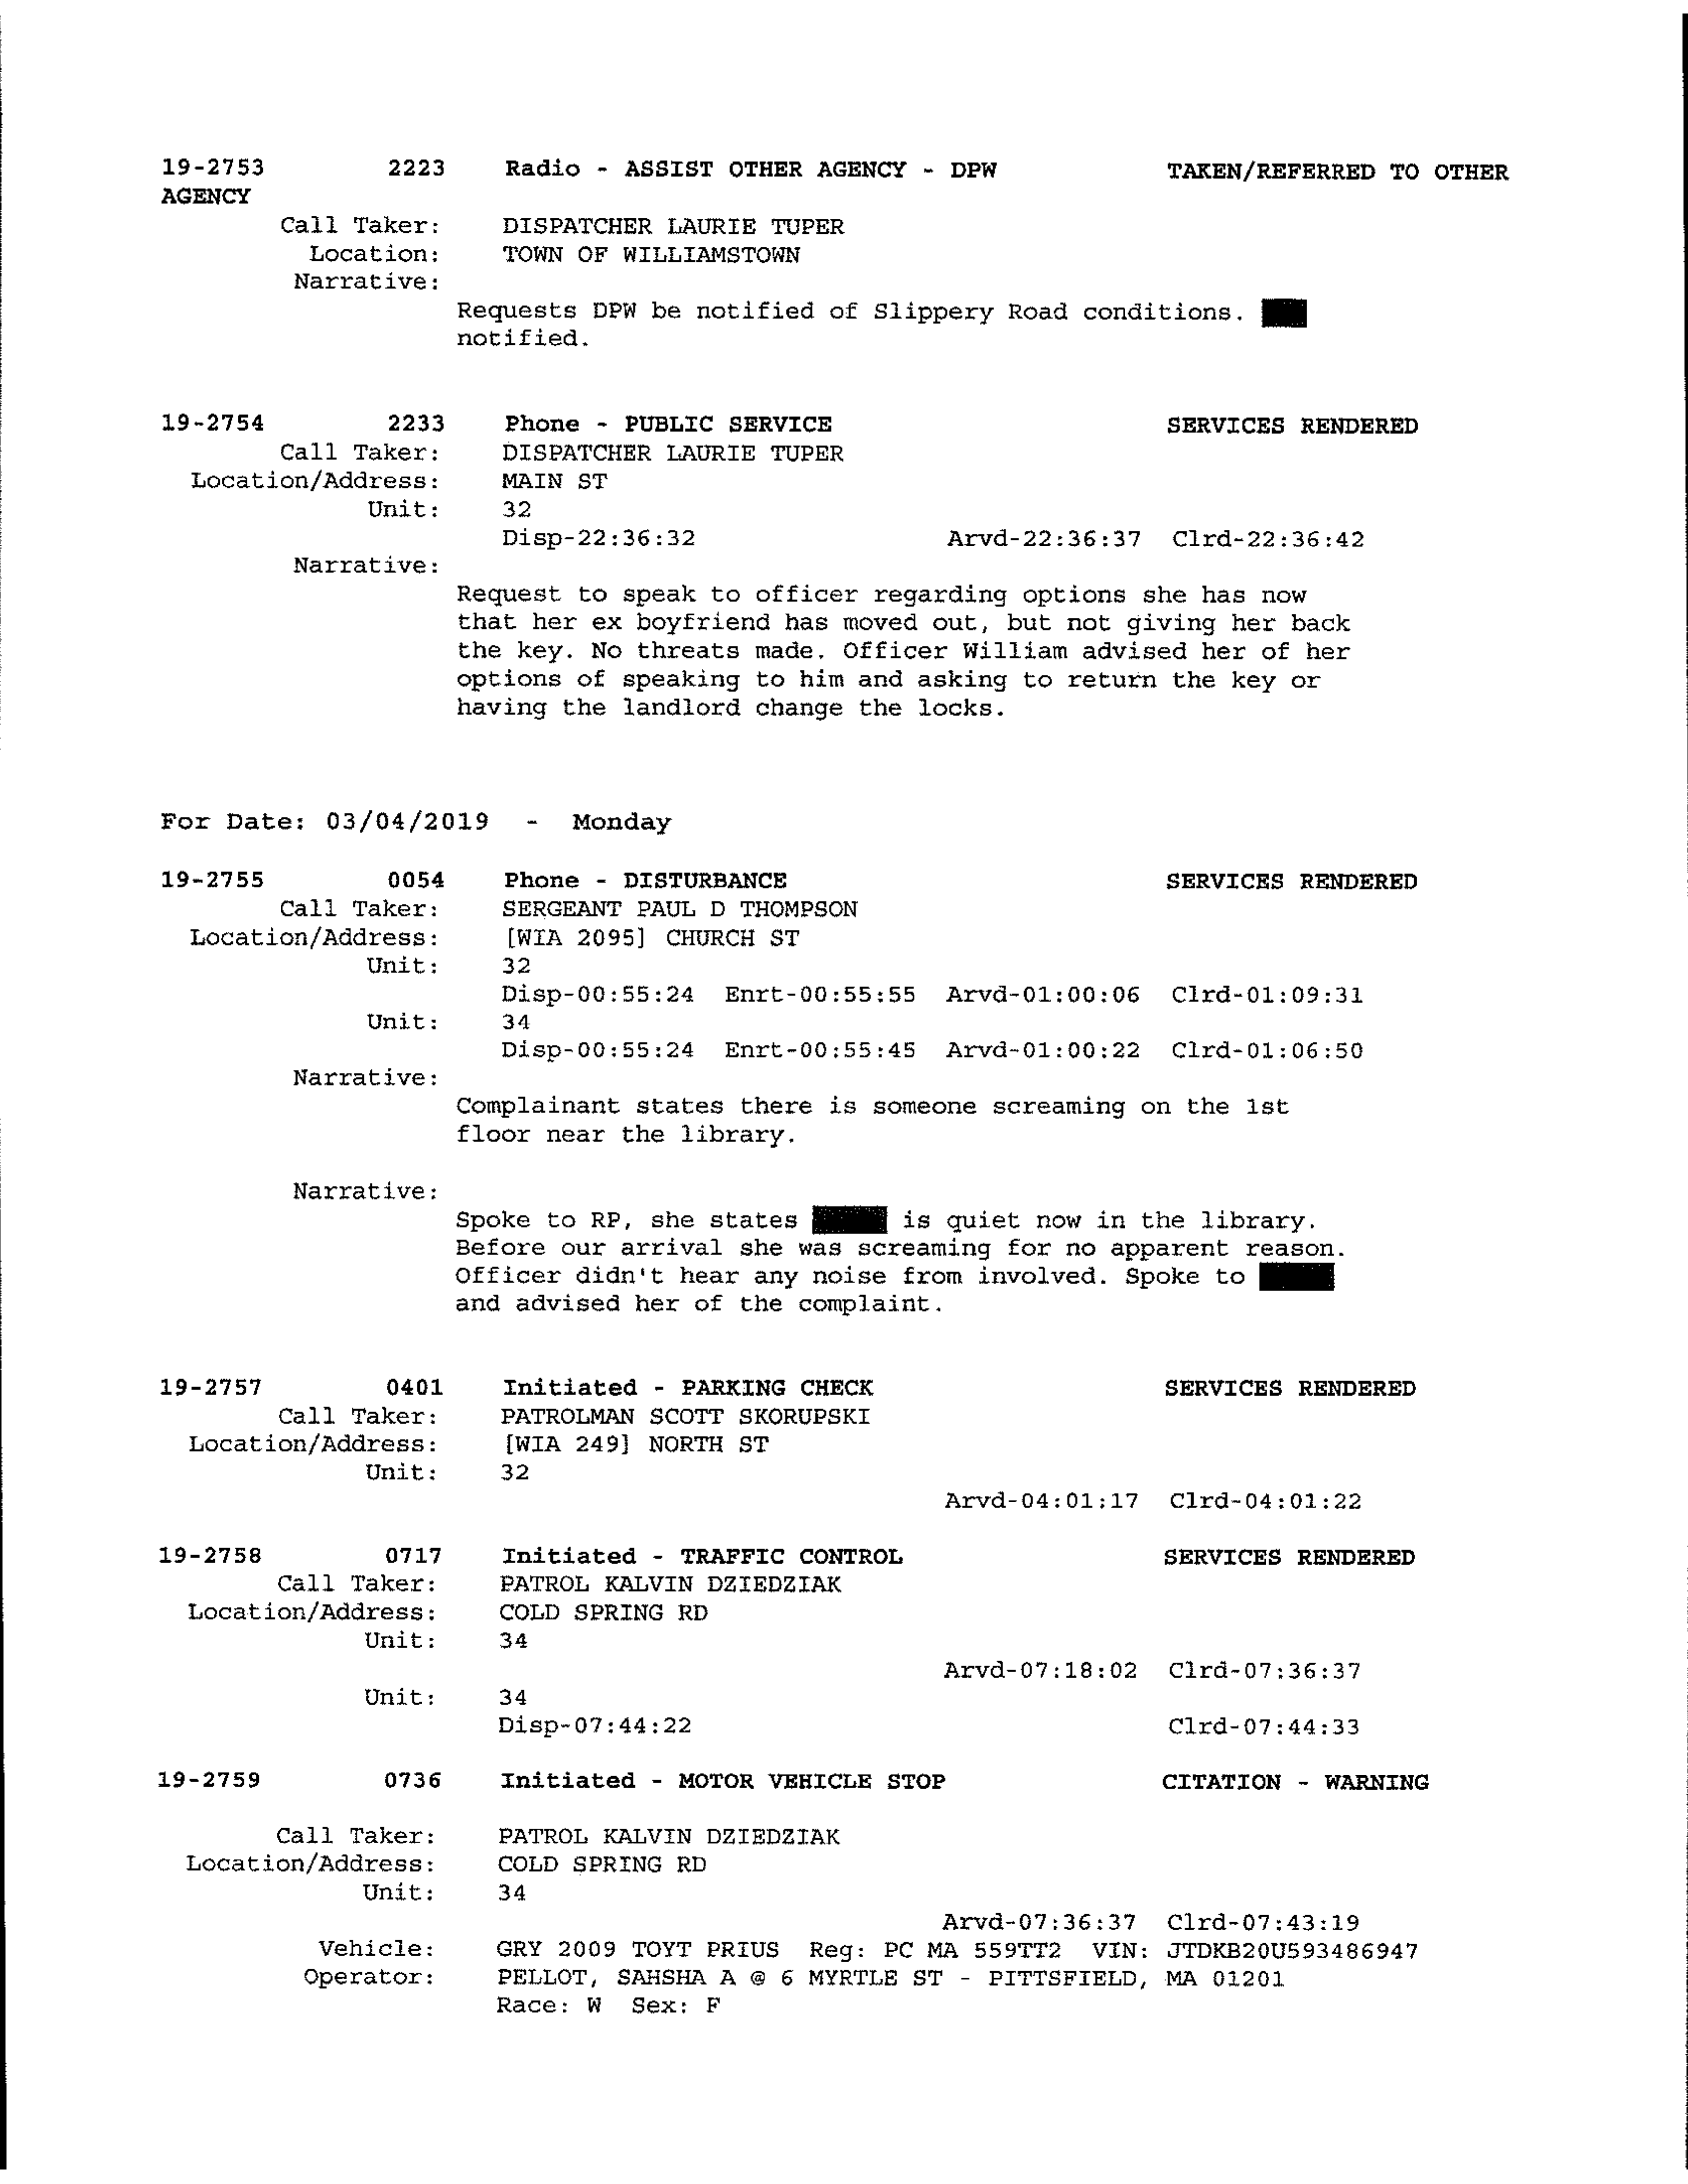 19-2753 2223 Radio - ASSIST OTHER AGENCY - DPW TAKEN/REFERRED TO OTHER
AGENCY
Call Taker: DISPATCHER LAURIE TUPER
Location: TOWN OF WILLIAMSTOWN
Narrative:
Requests DPW be notified of Slippery Road conditions.
notified.
19-2754 2233 Phone - PUBLIC SERVICE SERVICES RENDERED
Call Taker: DISPATCHER LAURIE TUPER
Location/Address: MAIN ST
Unit: 32
Disp-22:36:32 Arvd-22:36:37 Clrd-22:36:42
Narrative:
Request to speak to officer regarding options she has now
that her ex boyfriend has moved out, but not giving her back
the key. No threats made. Officer William advised her of her
options of speaking to him and asking to return the key or
having the landlord change the locks.
For Date: 03/04/2019 - Monday
19-2755 0054 Phone - DISTURBANCE SERVICES RENDERED
Call Taker: SERGEANT PAUL D THOMPSON
Location/Address: [WIA 2095] CHURCH ST
Unit: 32
Disp-00:55:24 Enrt-00:55:55 Arvd-01:00:06 Clrd-01:09:31
Unit: 34
Disp-00:55:24 Enrt-00:55:45 Arvd-01:00:22 Clrd-01:06:50
Narrative:
Complainant states there is someone screaming on the 1st
floor near the library.
Narrative:
Spoke to RP, she states is quiet now in the library.
Before our arrival she was screaming for no apparent reason.
Officer didn't hear any noise from involved. Spoke to
and advised her of the complaint.
19-2757 0401 Initiated - PARKING CHECK SERVICES RENDERED
Call Taker: PATROLMAN SCOTT SKORUPSKI
Location/Address: [WIA 249] NORTH ST
Unit: 32
Arvd-04:01:17 Clrd-04:01:22
19-2758 0717 Initiated - TRAFFIC CONTROL SERVICES RENDERED
Call Taker: PATROL KALVIN DZIEDZIAK
Location/Address: COLD SPRING RD
Unit: 34
Arvd-07:18:02 Clrd-07:36:37
Unit: 34
Disp-07:44:22 Clrd-07:44:33
19-2759 0736 Initiated - MOTOR VEHICLE STOP CITATION - WARNING
Call Taker: PATROL KALVIN DZIEDZIAK
Location/Address: COLD SPRING RD
Unit: 34
Arvd-07:36:37 Clrd-07:43:19
Vehicle: GRY 2009 TOYT PRIUS Reg: PC MA 559TT2 VIN: JTDKB20U593486947
Operator: PELLOT, SAHSHA A @ 6 MYRTLE ST - PITTSFIELD, MA 01201
Race: W Sex: F